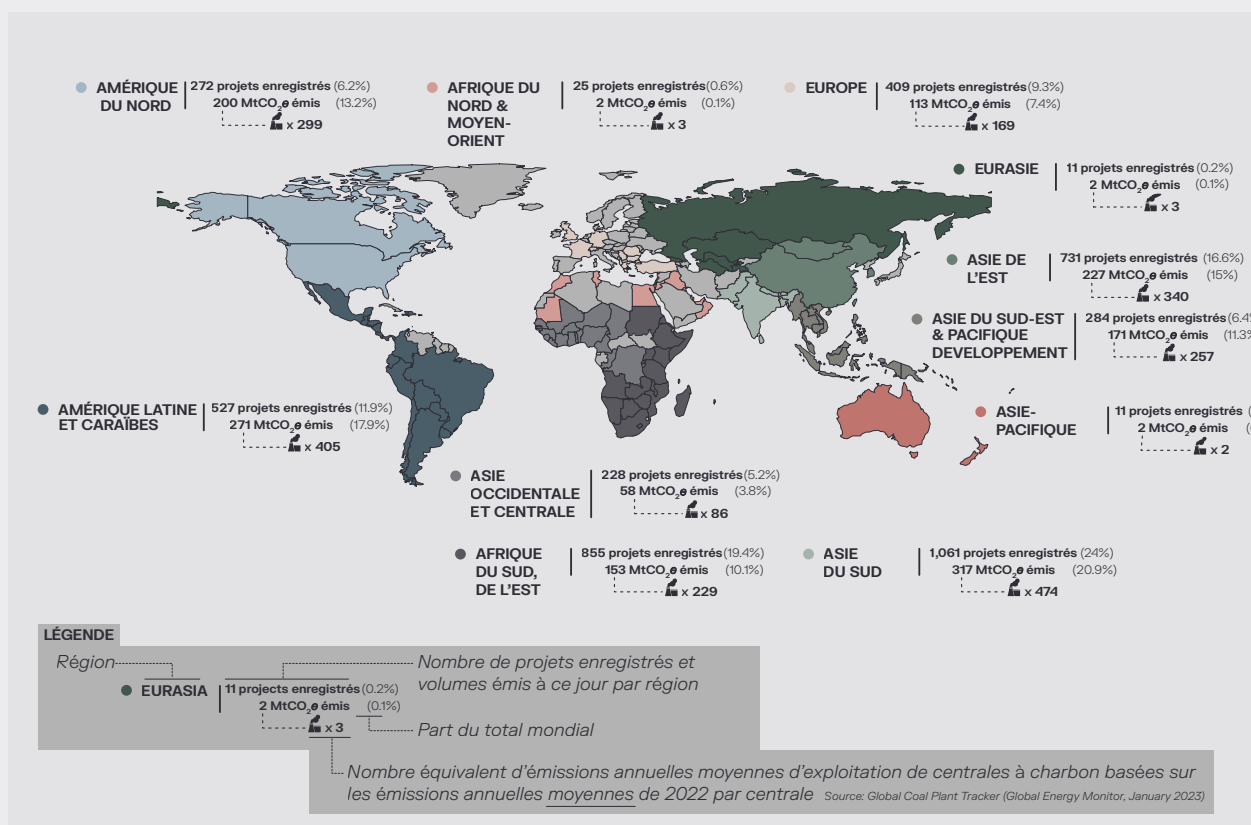 AMÉRIQUE
DU NORD
272 projets enregistrés (6.2%)
200 MtCO2e émis (13.2%)
x 299
AFRIQUE DU
NORD &
MOYEN-
ORIENT
25 projets enregistrés (0.6%)
2 MtCO2e émis (0.1%)
x 3
EUROPE
409 projets enregistrés (9.3%)
113 MtCO2e émis (7.4%)
x 169
EURASIE
11 projets enregistrés (0.2%)
2 MtCO2e émis (0.1%)
x 3
ASIE DE
L'EST
731 projets enregistrés (16.6%)
227 MtCO2e émis (15%)
x 340
ASIE DU SUD-EST
& PACIFIQUE
DEVELOPPEMENT
284 projets enregistrés (6.4%
171 MtCO2e émis (11.3%
x 257
AMÉRIQUE LATINE
ET CARAÏBES
527 projets enregistrés (11.9%)
271 MtCO2e émis (17.9%)
x 405
ASIE-
PACIFIQUE
11 projets enregistrés
2 MtCO2e émis
x 2
ASIE
OCCIDENTALE
ET CENTRALE
228 projets enregistrés (5.2%)
58 MtCO2e émis (3.8%)
x 86
AFRIQUE
DU SUD,
DE L'EST
855 projets enregistrés (19.4%)
153 MtCO2e émis (10.1%)
x 229
ASIE
DU SUD
1,061 projets enregistrés (24%)
317 MtCO2e émis (20.9%)
x 474
LÉGENDE
Région
EURASIA
11 projects enregistrés (0.2%)
2 MtCO2e émis (0.1%)
x 3
Nombre de projets enregistrés et
volumes émis à ce jour par région
Part du total mondial
Nombre équivalent d'émissions annuelles moyennes d'exploitation de centrales à charbon basées sur
les émissions annuelles moyennes de 2022 par centrale Source: Global Coal Plant Tracker (Global Energy Monitor, January 2023)